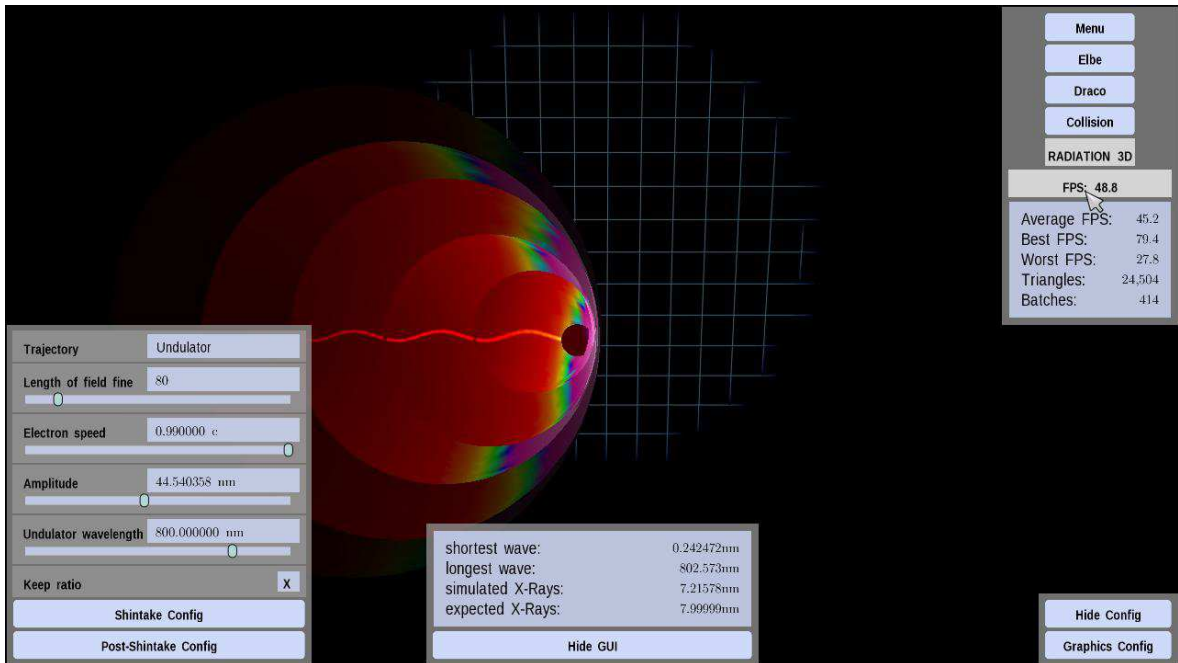 Menu
Elbe
Draco
Collision
RADIATION 3D
FPS: 48.8
Average FPS: 45.2
Best FPS: 79.4
Worst FPS: 27.8
Triangles: 24,504
Batches: 414
Trajectory Undulator
Length of field fine 80
Electron speed 0.990000 c
Amplitude 44.540358 nm
Undulator wavelength 800.000000 nm
Keep ratio X
Shintake Config
Post-Shintake Config
shortest wave: 0.242472nm
longest wave: 802.573nm
simulated X-Rays: 7.21578nm
expected X-Rays: 7.99999nm
Hide GUI
Hide Config
Graphics Config